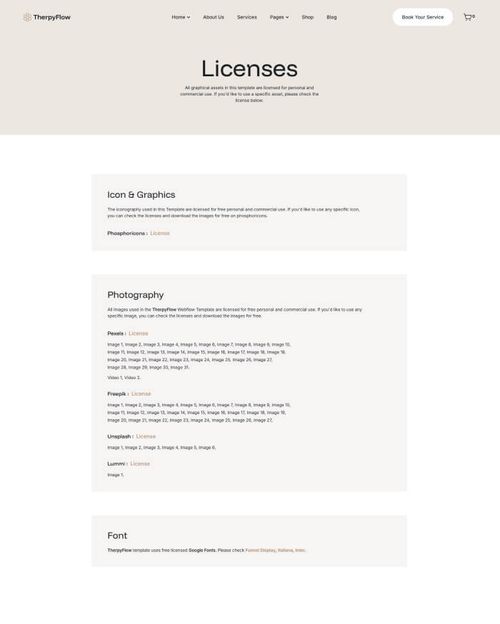 TherpyFlow
Home
About Us
Services
Pages
Shop
Blog
Book Your Service
0
Licenses
All graphical assets in this template are licensed for personal and
commercial use. If you'd like to use a specific asset, please check the
license below.
Icon & Graphics
The iconography used in this Template are licensed for free personal and commercial use. If you'd like to use any specific icon,
you can check the licenses and download the images for free on phosphoricons.
Phosphoricons : License
Photography
All images used in the TherpyFlow Webflow Template are licensed for free personal and commercial use. If you'd like to use any
specific image, you can check the licenses and download the images for free.
Pexels : License
Image 1, Image 2, Image 3, Image 4, Image 5, Image 6, Image 7, Image 8, Image 9, Image 10,
Image 11, Image 12, Image 13, Image 14, Image 15, Image 16, Image 17, Image 18, Image 19,
Image 20, Image 21, Image 22, Image 23, Image 24, Image 25, Image 26, Image 27,
Image 28, Image 29, Image 30, Image 31.
Video 1, Video 2.
Freepik : License
Image 1, Image 2, Image 3, Image 4, Image 5, Image 6, Image 7, Image 8, Image 9, Image 10,
Image 11, Image 12, Image 13, Image 14, Image 15, Image 16, Image 17, Image 18, Image 19,
Image 20, Image 21, Image 22, Image 23, Image 24, Image 25, Image 26, Image 27,
Unsplash : License
Image 1, Image 2, Image 3, Image 4, Image 5, Image 6.
Lummi : License
Image 1.
Font
TherpyFlow template uses free licensed Google Fonts. Please check Funnel Display, Italiana, Inter.